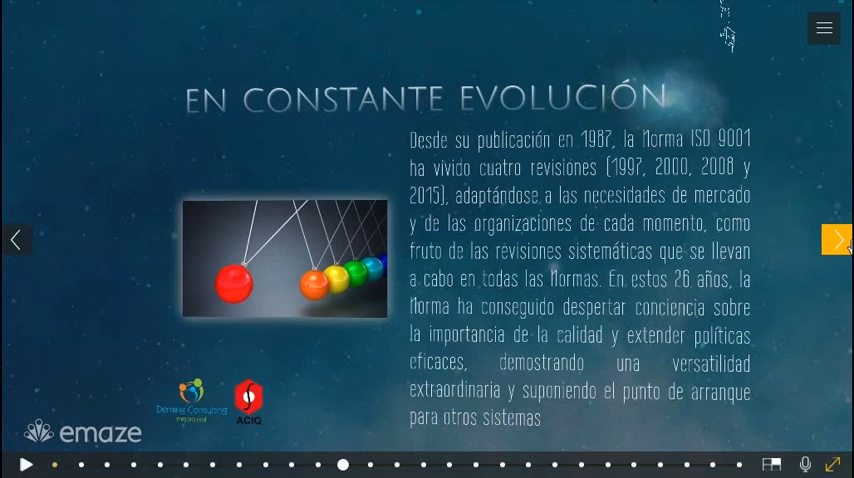 EN CONSTANTE EVOLUCIÓN
Desde su publicación en 1987, la Norma ISO 9001
ha vivido cuatro revisiones (1997, 2000, 2008 y
2015), adaptándose a las necesidades de mercado
y de las organizaciones de cada momento, como
fruto de las revisiones sistemáticas que se llevan
a cabo en todas las Normas. En estos 26 años, la
Norma ha conseguido despertar conciencia sobre
la importancia de la calidad y extender políticas
eficaces, demostrando una versatilidad
extraordinaria y suponiendo el punto de arranque
para otros sistemas
Deming Consulting
ACIQ
emaze